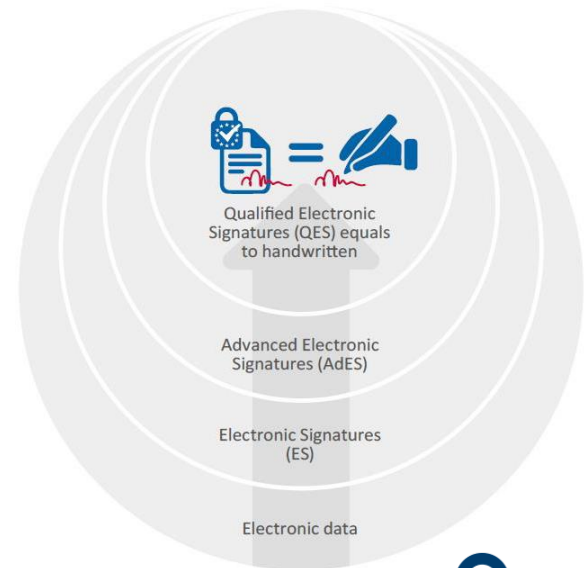 Qualified Electronic
Signatures (QES) equals
to handwritten
Advanced Electronic
Signatures (AdES)
Electronic Signatures
(ES)
Electronic data